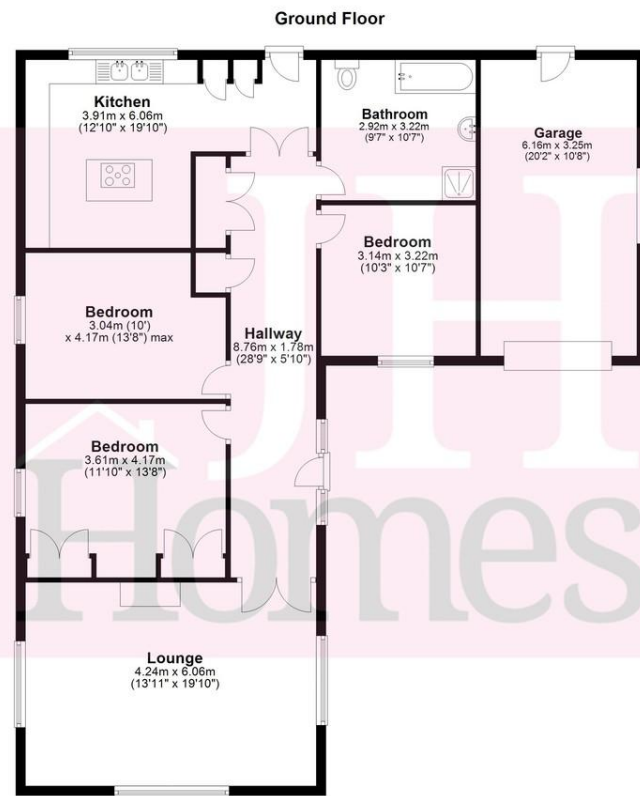 Ground Floor
Kitchen
3.91m x 6.06m
(12'10" x 19'10")
Bathroom
2.92m x 3.22m
(9'7" x 10'7")
Garage
6.16m x 3.25m
(20'2" x 10'8")
Bedroom
3.14m x 3.22m
(10'3" x 10'7")
Bedroom
3.04m (10')
x 4.17m (13'8") max
Hallway
8.76m x 1.78m
(28'9" x 5'10")
Bedroom
3.61m x 4.17m
(11'10" x 13'8")
Lounge
4.24m x 6.06m
(13'11" x 19'10")
JH
Homes